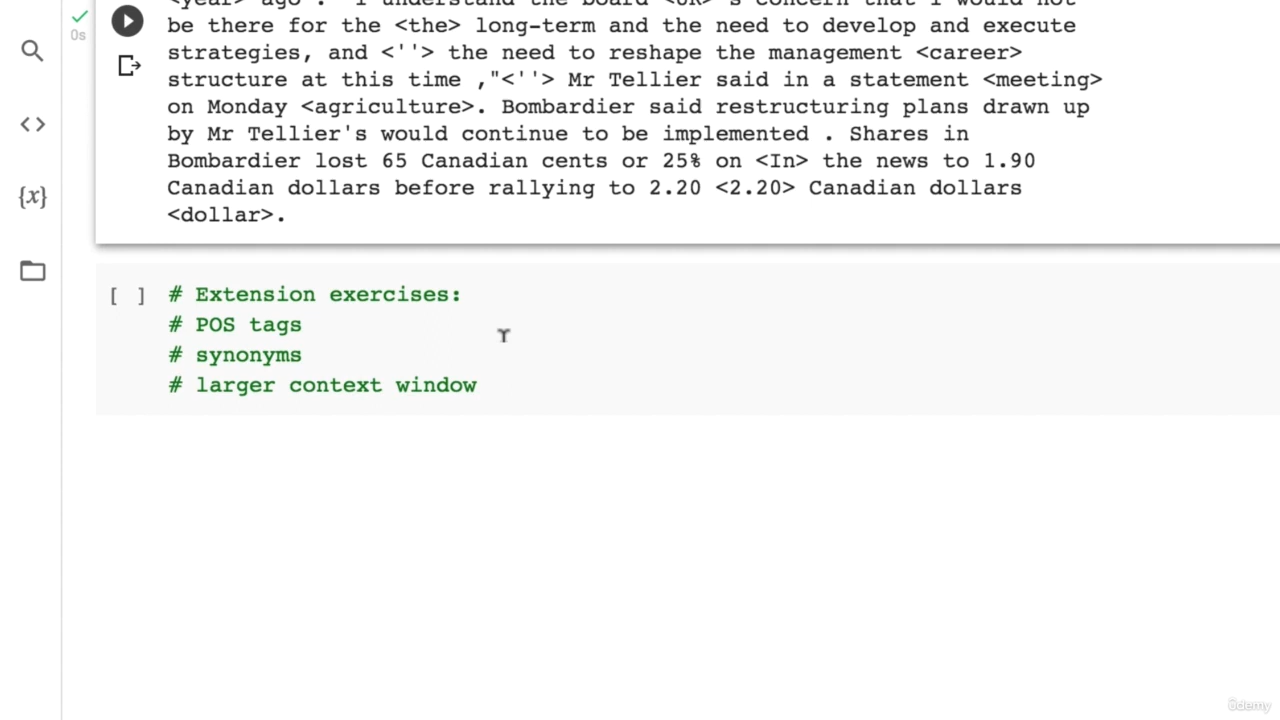 be there for the <the> long-term and the need to develop and execute
0s
strategies, and <''> the need to reshape the management <career>
structure at this time ,"<''> Mr Tellier said in a statement <meeting>
on Monday <agriculture>. Bombardier said restructuring plans drawn up
by Mr Tellier's would continue to be implemented . Shares in
Bombardier lost 65 Canadian cents or 25% on <In> the news to 1.90
{x}
Canadian dollars before rallying to 2.20 <2.20> Canadian dollars
<dollar>.
[ ] # Extension exercises:
# POS tags
# synonyms
# larger context window
ûdemy